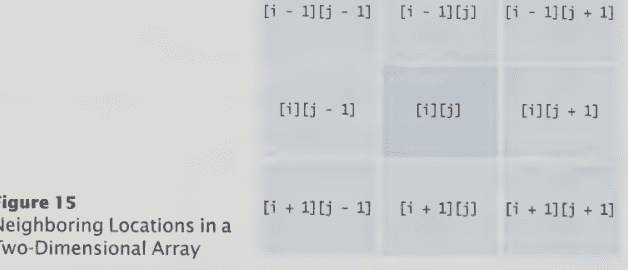 [i - 1][j - 1] [i - 1][j] [i - 1][j + 1]
[i][j - 1] [i][j] [i][j + 1]
[i + 1][j - 1] [i + 1][j] [i + 1][j + 1]
igure 15
Neighboring Locations in a
Two-Dimensional Array